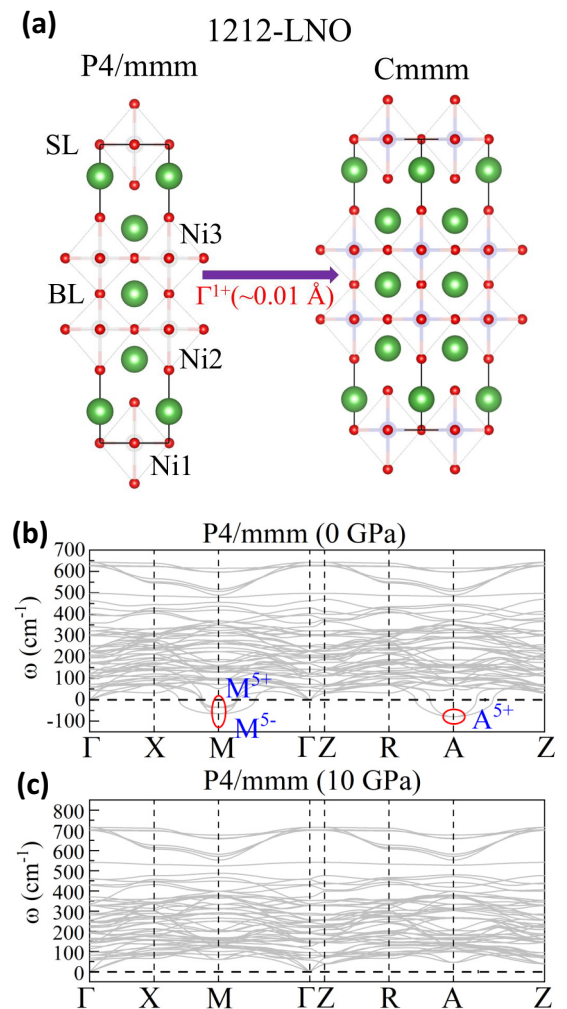 (a)
1212-LNO
P4/mmm
Cmmm
SL
Ni3
BL
Γ¹⁺(~0.01 Å)
Ni2
Ni1
(b)
P4/mmm (0 GPa)
ω (cm⁻¹)
700
600
500
400
300
200
100
0
-100
M⁵⁺
M⁵⁻
A⁵⁺
Γ X M Γ Z R A Z
(c)
P4/mmm (10 GPa)
ω (cm⁻¹)
800
700
600
500
400
300
200
100
0
Γ X M Γ Z R A Z